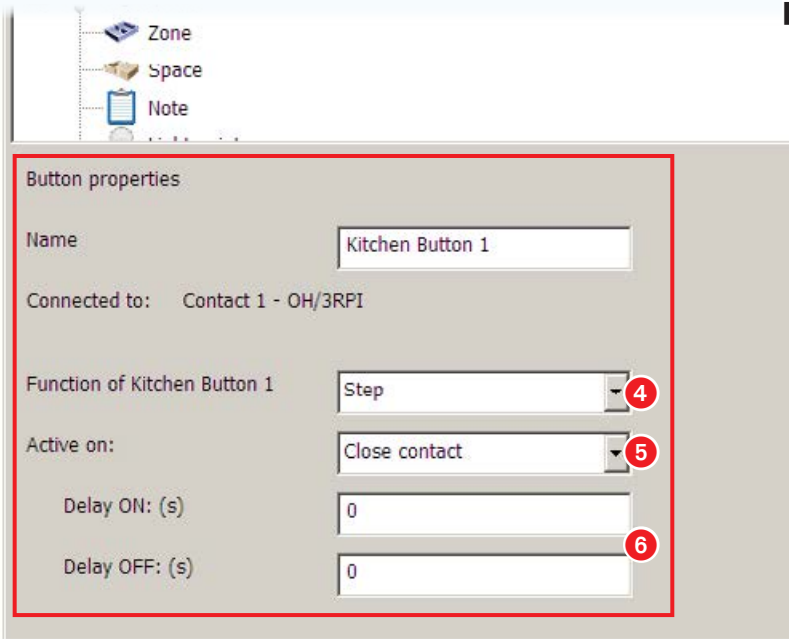 Zone
Space
Note
Button properties
Name Kitchen Button 1
Connected to: Contact 1 - OH/3RPI
Function of Kitchen Button 1 Step 4
Active on: Close contact 5
Delay ON: (s) 0
6
Delay OFF: (s) 0